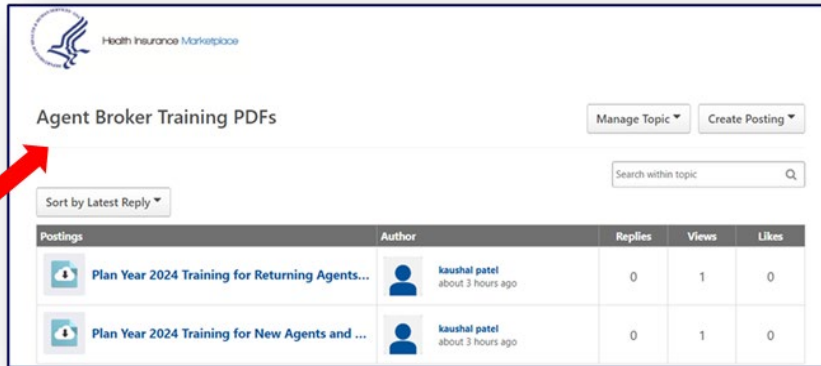 Health Insurance Marketplace
Agent Broker Training PDFs
Manage Topic
Create Posting
Search within topic
Sort by Latest Reply
Postings Author Replies Views Likes
Plan Year 2024 Training for Returning Agents... kaushal patel 0 1 0
about 3 hours ago
Plan Year 2024 Training for New Agents and ... kaushal patel 0 1 0
about 3 hours ago